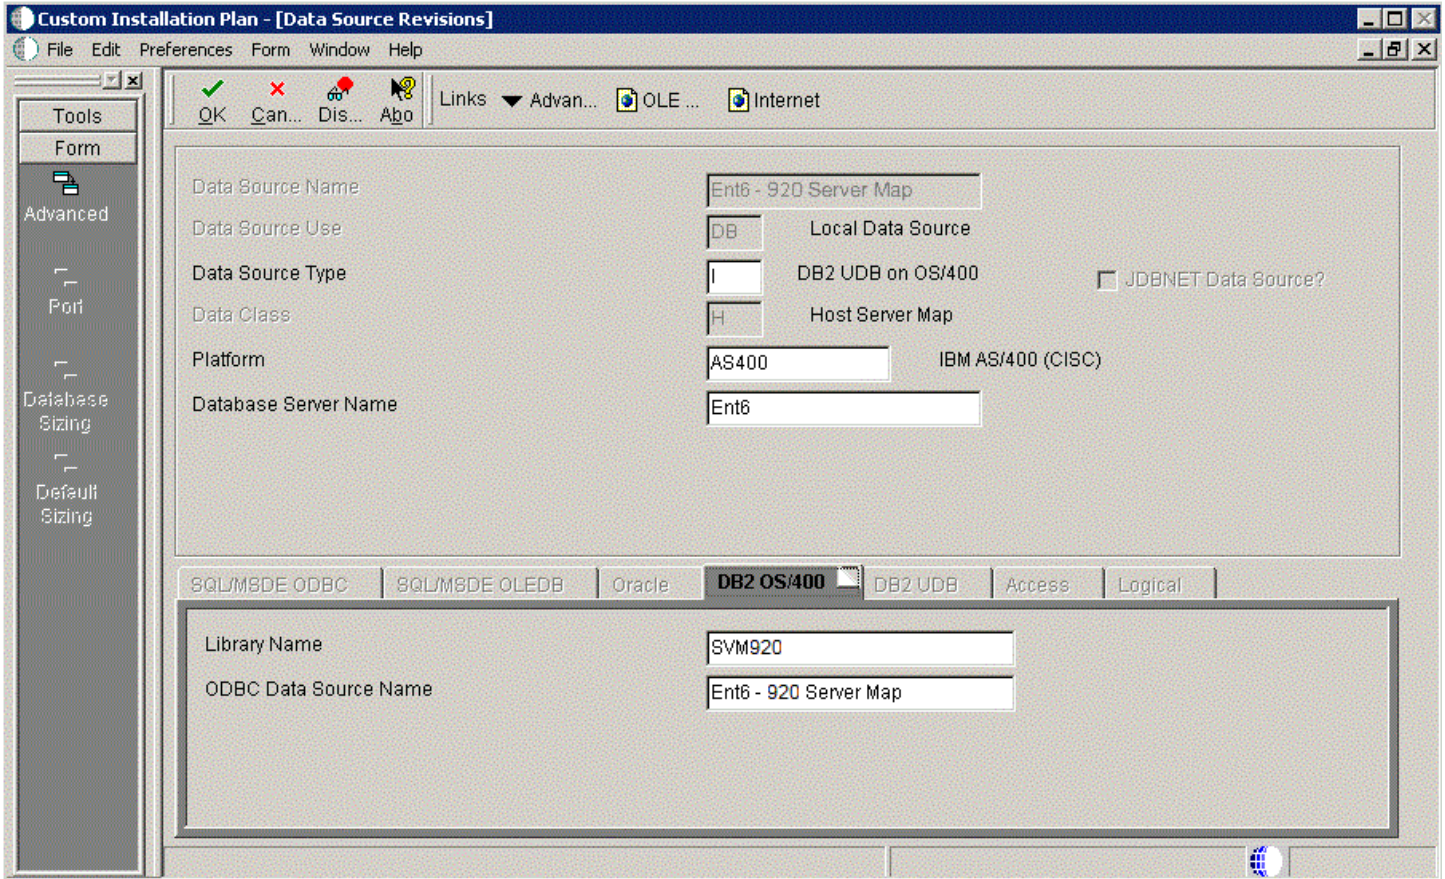 Custom Installation Plan - [Data Source Revisions]
File Edit Preferences Form Window Help
OK Can... Dis... Abo Links Advan... OLE ... Internet
Tools
Form
Advanced
Port
Database
Sizing
Default
Sizing
Data Source Name Ent6 - 920 Server Map
Data Source Use DB Local Data Source
Data Source Type I DB2 UDB on OS/400 JDBNET Data Source?
Data Class H Host Server Map
Platform AS400 IBM AS/400 (CISC)
Database Server Name Ent6
SQL/MSDE ODBC SQL/MSDE OLEDB Oracle DB2 OS/400 DB2 UDB Access Logical
Library Name SVM920
ODBC Data Source Name Ent6 - 920 Server Map